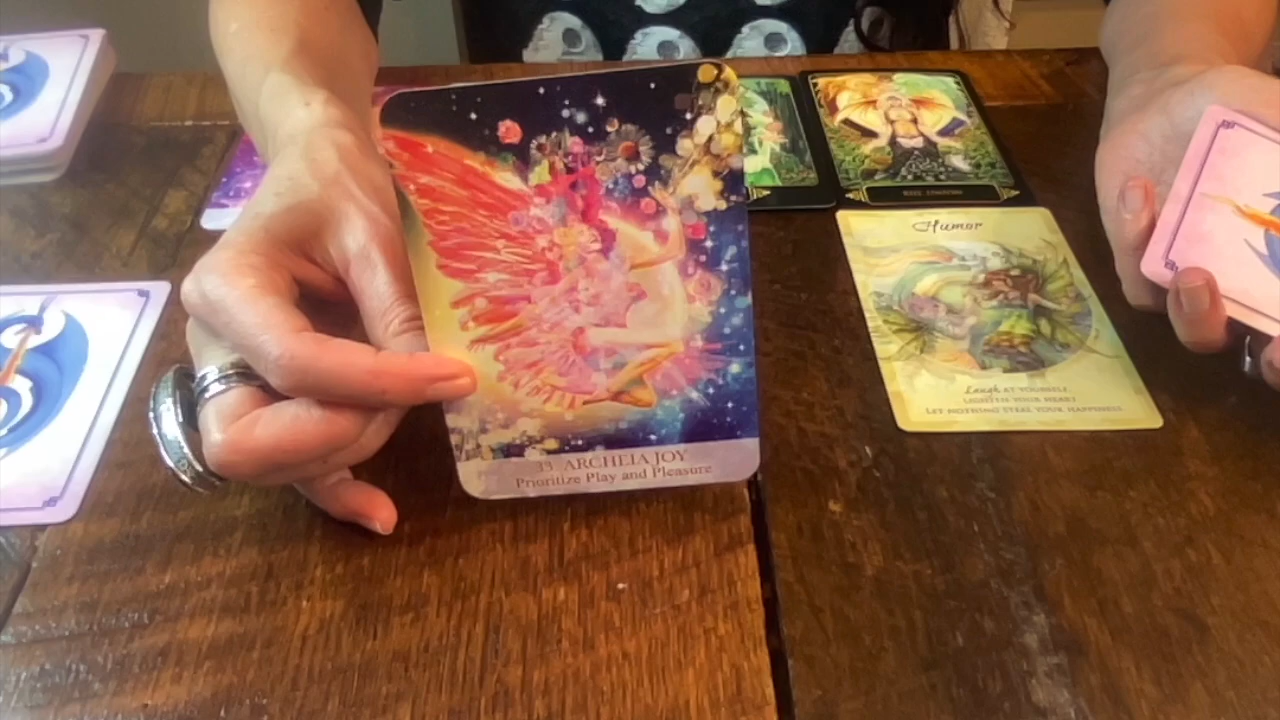 Humor
Laugh AT YOURSELF
LIGHTEN YOUR HEART
LET NOTHING STEAL YOUR HAPPINESS
33 ARCHEIA JOY
Prioritize Play and Pleasure